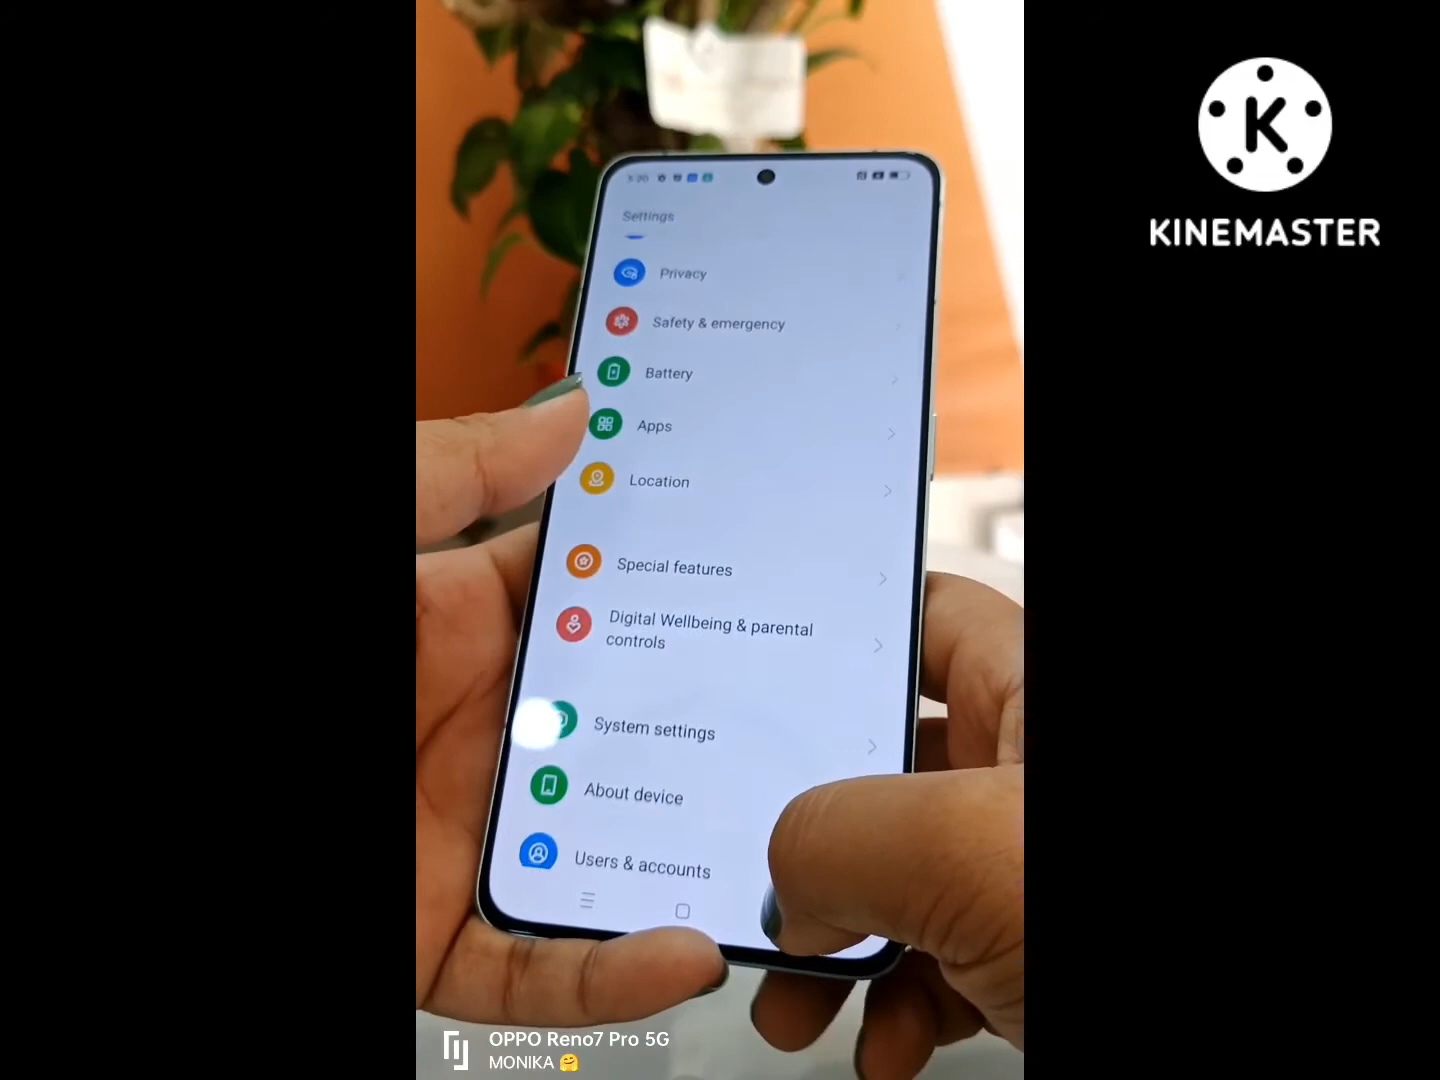 K
KINEMASTER
Settings
Privacy
Safety & emergency
Battery
Apps
Location
Special features
Digital Wellbeing & parental
controls
System settings
About device
Users & accounts
OPPO Reno7 Pro 5G
MONIKA 🤗